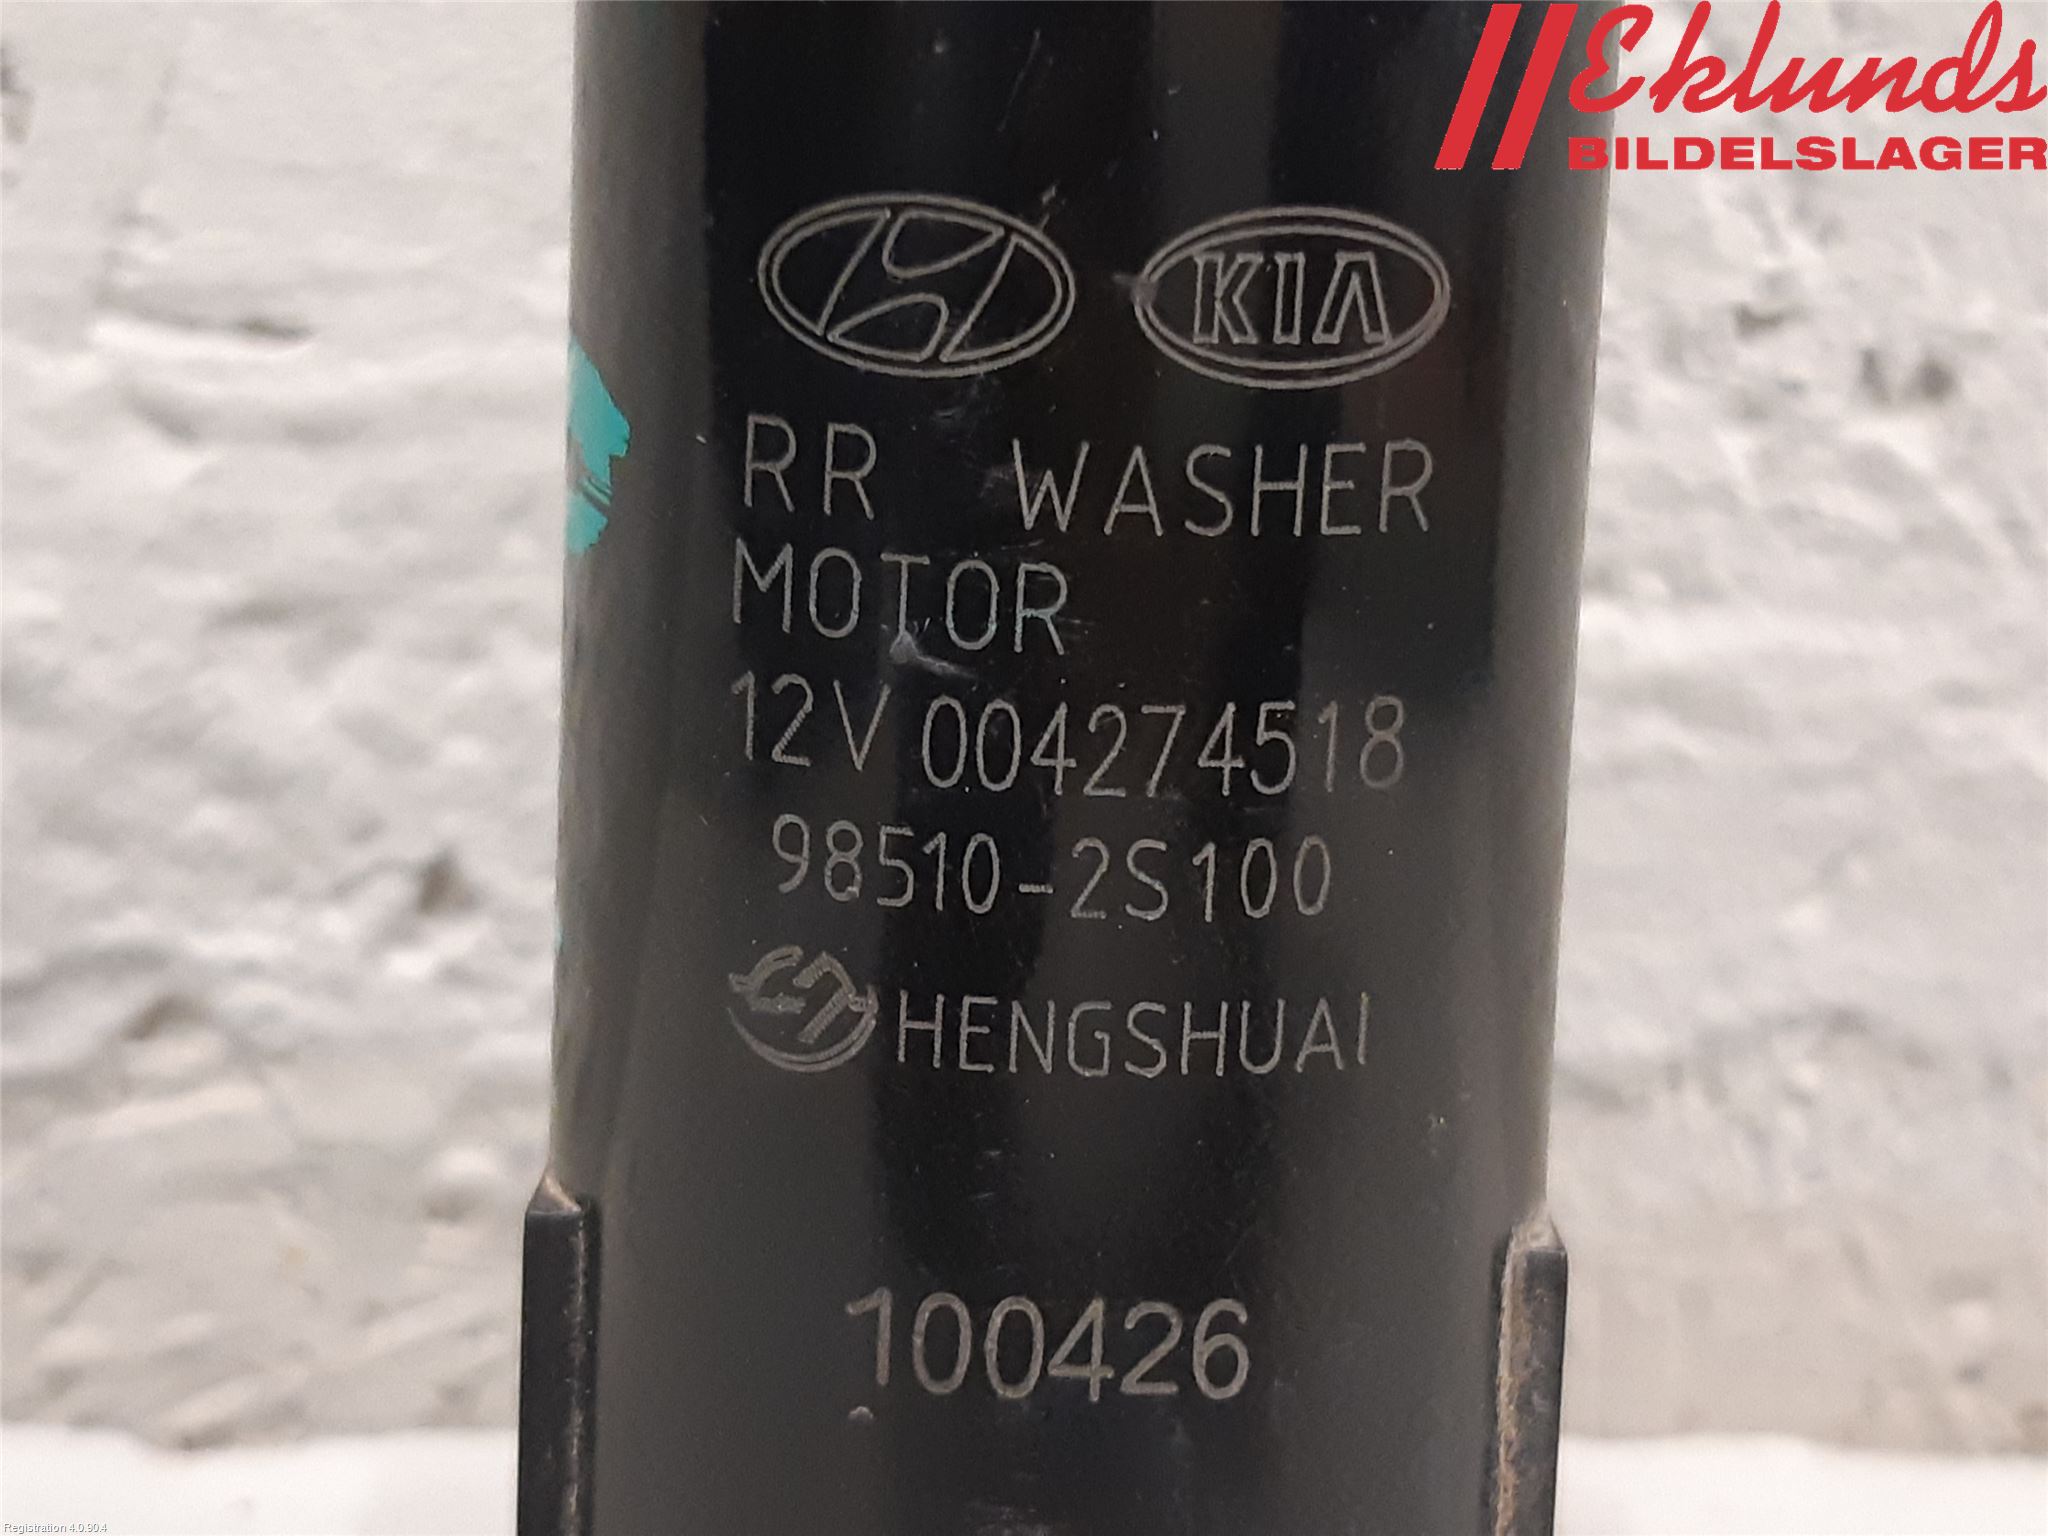 Eklunds
BILDELSLAGER
KIA
RR WASHER
MOTOR
12V 004274518
98510-2S100
HENGSHUAI
100426
Registration 4.0.90.4